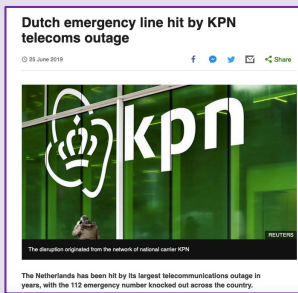 Dutch emergency line hit by KPN
telecoms outage
25 June 2019
f
Share
kpn
REUTERS
The disruption originated from the network of national carrier KPN
The Netherlands has been hit by its largest telecommunications outage in
years, with the 112 emergency number knocked out across the country.